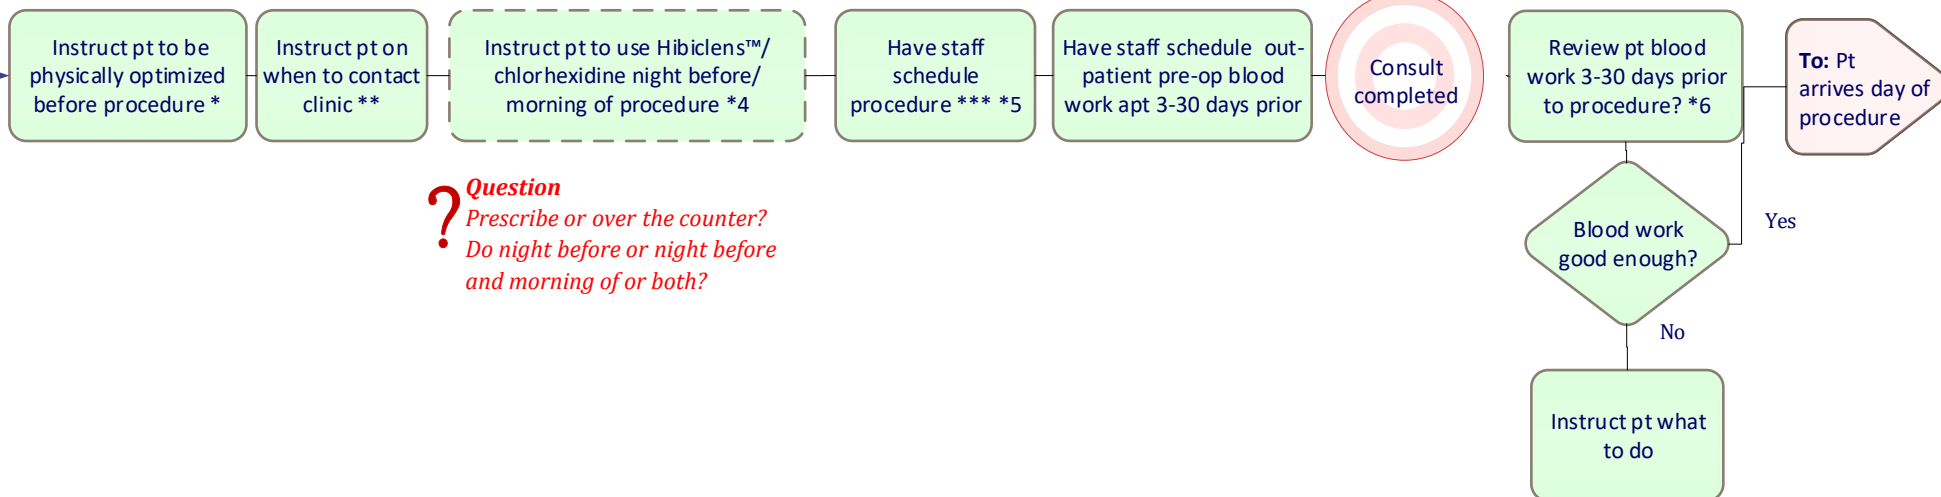 Instruct pt to be
physically optimized
before procedure *
Instruct pt on
when to contact
clinic **
Instruct pt to use Hibiclens™/
chlorhexidine night before/
morning of procedure *4
Have staff
schedule
procedure *** *5
Have staff schedule out-
patient pre-op blood
work apt 3-30 days prior
Consult
completed
Review pt blood
work 3-30 days prior
to procedure? *6
To: Pt
arrives day of
procedure
?
Question
Prescribe or over the counter?
Do night before or night before
and morning of or both?
Blood work
good enough?
Yes
No
Instruct pt what
to do